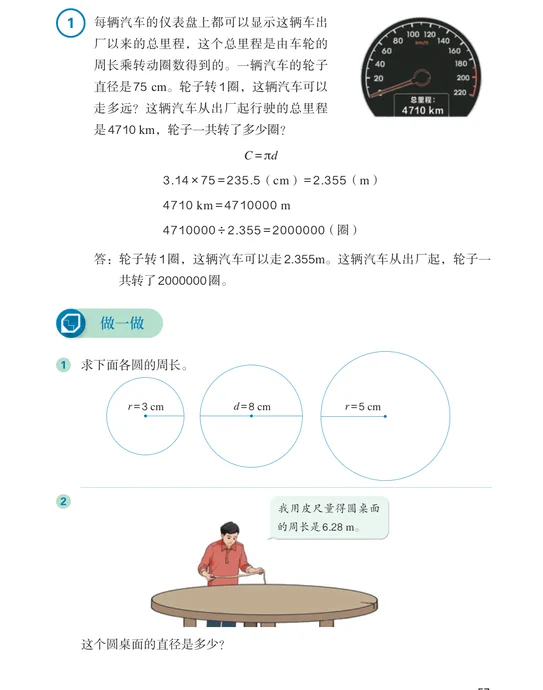 1
每辆汽车的仪表盘上都可以显示这辆车出
厂以来的总里程，这个总里程是由车轮的
周长乘转动圈数得到的。一辆汽车的轮子
直径是75 cm。轮子转1圈，这辆汽车可以
走多远？这辆汽车从出厂起行驶的总里程
是4710 km，轮子一共转了多少圈？
20 40 60 80 100 120 140 160 180 200 220
km/h
总里程：
4710 km
C=πd
3.14×75=235.5（cm）=2.355（m）
4710 km=4710000 m
4710000÷2.355=2000000（圈）
答：轮子转1圈，这辆汽车可以走2.355m。这辆汽车从出厂起，轮子一
共转了2000000圈。
做一做
1 求下面各圆的周长。
r=3 cm
d=8 cm
r=5 cm
2
我用皮尺量得圆桌面
的周长是6.28 m。
这个圆桌面的直径是多少？